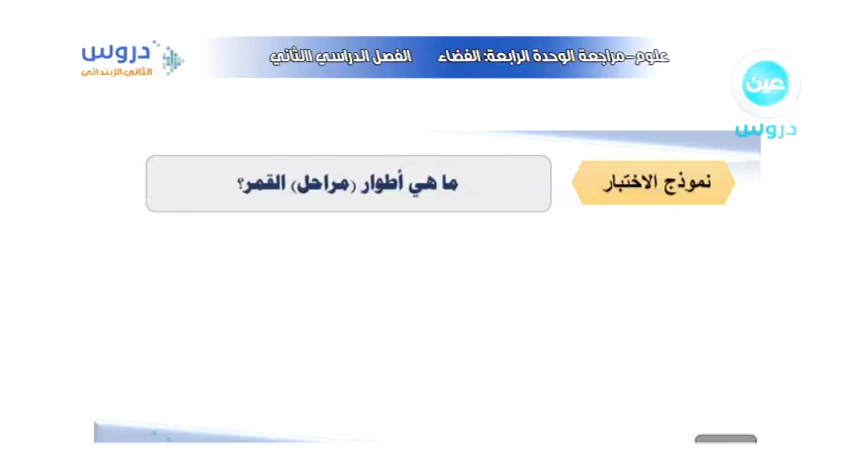 علوم - مراجعة الوحدة الرابعة: الفضاء الفصل الدراسي الثاني
دروس
الثاني الابتدائي
عين
دروس
نموذج الاختبار
ما هي أطوار (مراحل) القمر؟